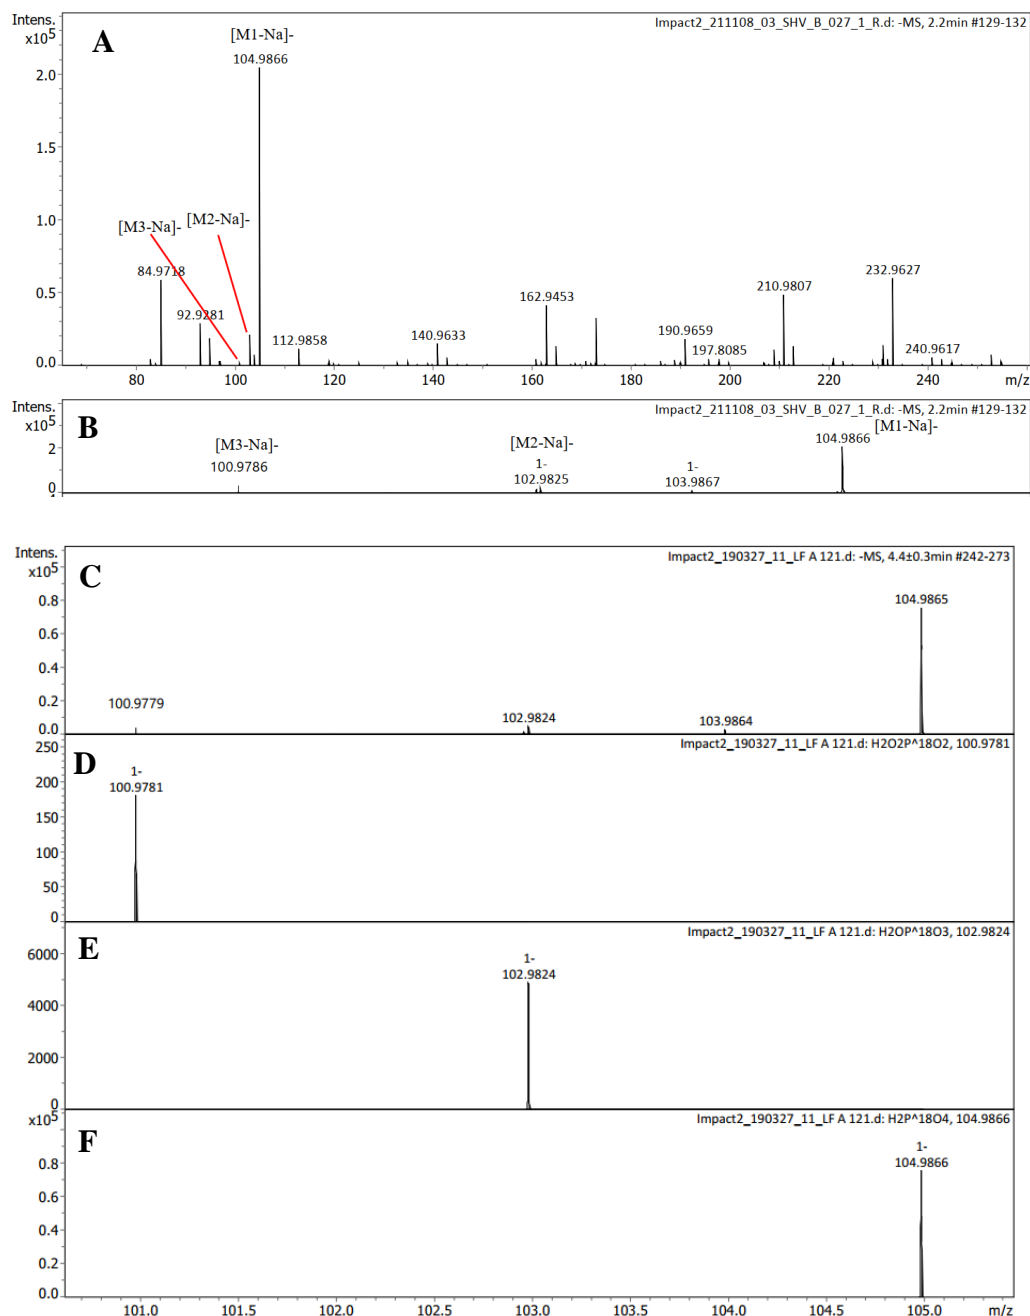 Intens.
x10^5
A
Impact2_211108_03_SHV_B_027_1_R.d: -MS, 2.2min #129-132
[M1-Na]-
104.9866
2.0
1.5
1.0
[M3-Na]-
[M2-Na]-
84.9718
0.5
92.9281
112.9858
140.9633
162.9453
190.9659
197.8085
210.9807
232.9627
240.9617
0.0
80 100 120 140 160 180 200 220 240 m/z
Intens.
x10^5
B
Impact2_211108_03_SHV_B_027_1_R.d: -MS, 2.2min #129-132
[M3-Na]-
100.9786
[M2-Na]-
1-
102.9825
1-
103.9867
104.9866
[M1-Na]-
2
0
Intens.
x10^5
C
Impact2_190327_11_LF A 121.d: -MS, 4.4±0.3min #242-273
0.8
104.9865
0.6
0.4
0.2
100.9779
102.9824
103.9864
0.0
250
D
Impact2_190327_11_LF A 121.d: H2O2P^18O2, 100.9781
1-
100.9781
200
150
100
50
0
E
Impact2_190327_11_LF A 121.d: H2OP^18O3, 102.9824
6000
1-
102.9824
4000
2000
0
x10^5
F
Impact2_190327_11_LF A 121.d: H2P^18O4, 104.9866
1-
104.9866
0.8
0.6
0.4
0.2
0.0
101.0 101.5 102.0 102.5 103.0 103.5 104.0 104.5 105.0 m/z